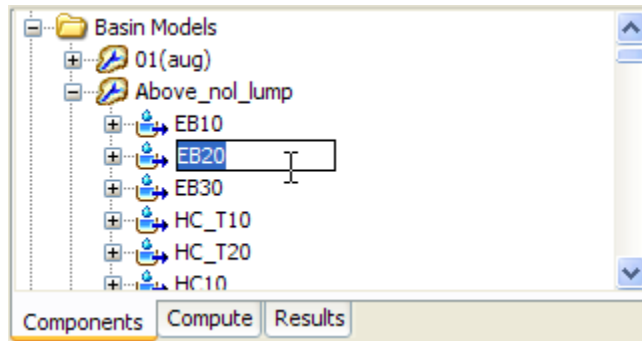 Basin Models
01(aug)
Above_nol_lump
EB10
EB20
EB30
HC_T10
HC_T20
HC10
Components Compute Results